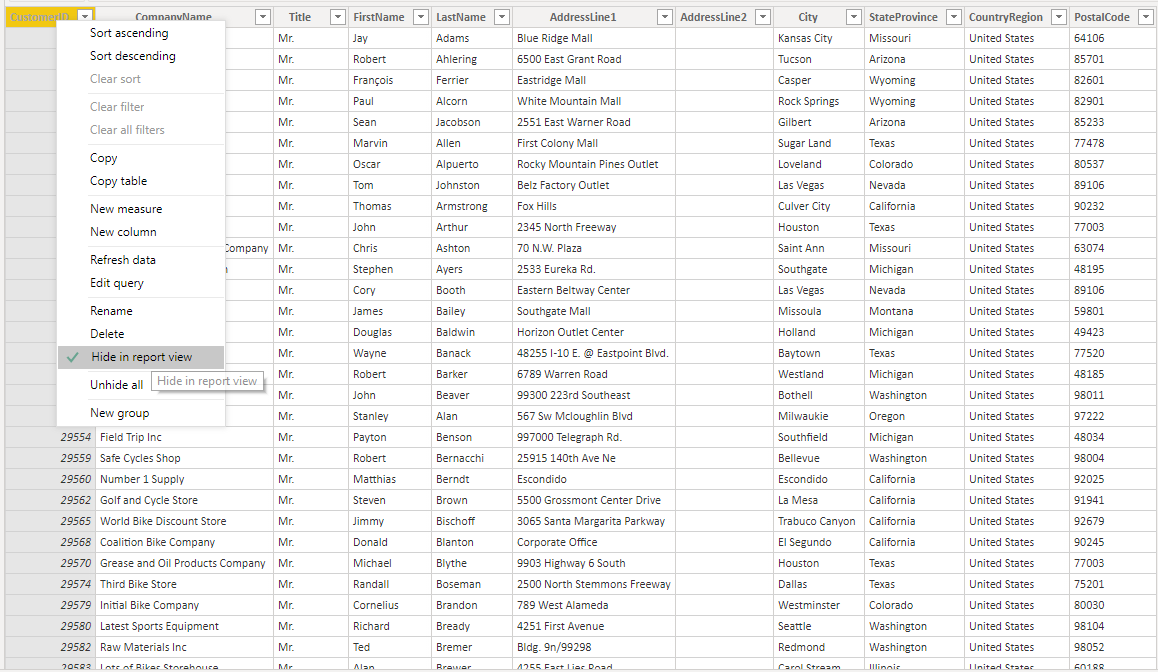 CustomerID CompanyName Title FirstName LastName AddressLine1 AddressLine2 City StateProvince CountryRegion PostalCode
Sort ascending
Sort descending
Clear sort
Clear filter
Clear all filters
Copy
Copy table
New measure
New column
Refresh data
Edit query
Rename
Delete
Hide in report view
Unhide all
Hide in report view
New group
Mr. Jay Adams Blue Ridge Mall Kansas City Missouri United States 64106
Mr. Robert Ahlering 6500 East Grant Road Tucson Arizona United States 85701
Mr. François Ferrier Eastridge Mall Casper Wyoming United States 82601
Mr. Paul Alcorn White Mountain Mall Rock Springs Wyoming United States 82901
Mr. Sean Jacobson 2551 East Warner Road Gilbert Arizona United States 85233
Mr. Marvin Allen First Colony Mall Sugar Land Texas United States 77478
Mr. Oscar Alpuerto Rocky Mountain Pines Outlet Loveland Colorado United States 80537
Mr. Tom Johnston Belz Factory Outlet Las Vegas Nevada United States 89106
Mr. Thomas Armstrong Fox Hills Culver City California United States 90232
Mr. John Arthur 2345 North Freeway Houston Texas United States 77003
Company Mr. Chris Ashton 70 N.W. Plaza Saint Ann Missouri United States 63074
Mr. Stephen Ayers 2533 Eureka Rd. Southgate Michigan United States 48195
Mr. Cory Booth Eastern Beltway Center Las Vegas Nevada United States 89106
Mr. James Bailey Southgate Mall Missoula Montana United States 59801
Mr. Douglas Baldwin Horizon Outlet Center Holland Michigan United States 49423
Mr. Wayne Banack 48255 I-10 E. @ Eastpoint Blvd. Baytown Texas United States 77520
Mr. Robert Barker 6789 Warren Road Westland Michigan United States 48185
Mr. John Beaver 99300 223rd Southeast Bothell Washington United States 98011
Mr. Stanley Alan 567 Sw Mcloughlin Blvd Milwaukie Oregon United States 97222
29554 Field Trip Inc Mr. Payton Benson 997000 Telegraph Rd. Southfield Michigan United States 48034
29559 Safe Cycles Shop Mr. Robert Bernacchi 25915 140th Ave Ne Bellevue Washington United States 98004
29560 Number 1 Supply Mr. Matthias Berndt Escondido Escondido California United States 92025
29562 Golf and Cycle Store Mr. Steven Brown 5500 Grossmont Center Drive La Mesa California United States 91941
29565 World Bike Discount Store Mr. Jimmy Bischoff 3065 Santa Margarita Parkway Trabuco Canyon California United States 92679
29568 Coalition Bike Company Mr. Donald Blanton Corporate Office El Segundo California United States 90245
29570 Grease and Oil Products Company Mr. Michael Blythe 9903 Highway 6 South Houston Texas United States 77003
29574 Third Bike Store Mr. Randall Boseman 2500 North Stemmons Freeway Dallas Texas United States 75201
29579 Initial Bike Company Mr. Cornelius Brandon 789 West Alameda Westminster Colorado United States 80030
29580 Latest Sports Equipment Mr. Richard Bready 4251 First Avenue Seattle Washington United States 98104
29582 Raw Materials Inc Mr. Ted Bremer Bldg. 9n/99298 Redmond Washington United States 98052
29583 Lots of Bikes Storehouse Mr. Alan Brewer 4255 East Lies Road Carol Stream Illinois United States 60188